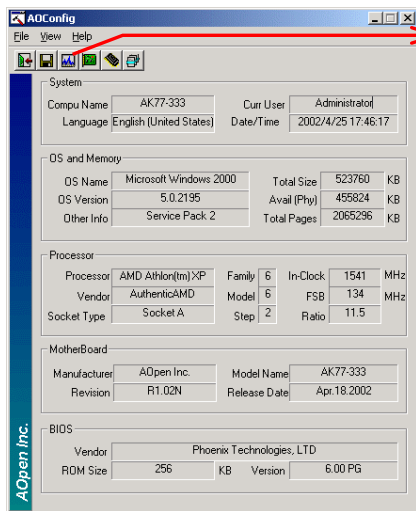 AOConfig
File View Help
System
Compu Name AK77-333 Curr User Administrator
Language English (United States) Date/Time 2002/4/25 17:46:17
OS and Memory
OS Name Microsoft Windows 2000 Total Size 523760 KB
OS Version 5.0.2195 Avail (Phy) 455824 KB
Other Info Service Pack 2 Total Pages 2065296 KB
Processor
Processor AMD Athlon(tm) XP Family 6 In-Clock 1541 MHz
Vendor AuthenticAMD Model 6 FSB 134 MHz
Socket Type Socket A Step 2 Ratio 11.5
MotherBoard
Manufacturer AOpen Inc. Model Name AK77-333
Revision R1.02N Release Date Apr.18.2002
BIOS
Vendor Phoenix Technologies, LTD
ROM Size 256 KB Version 6.00 PG
AOpen Inc.